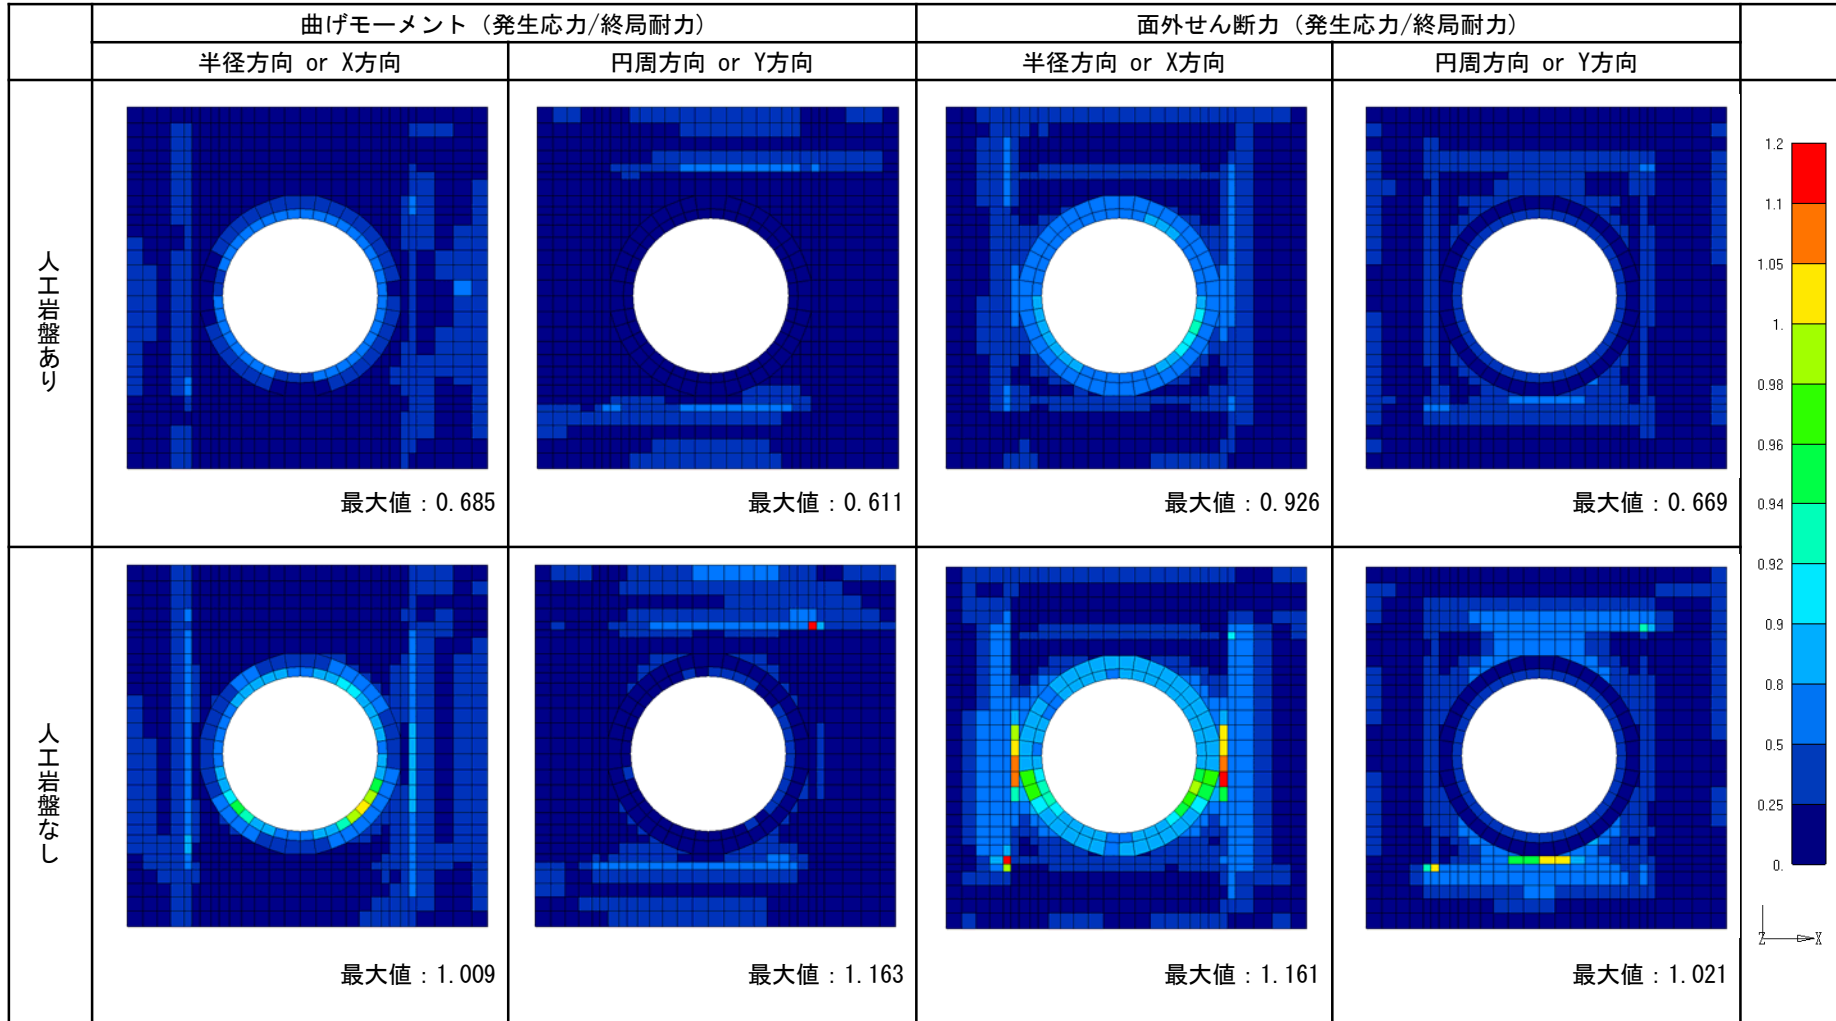 曲げモーメント（発生応力/終局耐力）
面外せん断力（発生応力/終局耐力）
半径方向 or X方向
円周方向 or Y方向
半径方向 or X方向
円周方向 or Y方向
人工岩盤あり
最大値：0.685
最大値：0.611
最大値：0.926
最大値：0.669
人工岩盤なし
最大値：1.009
最大値：1.163
最大値：1.161
最大値：1.021
1.2
1.1
1.05
1.
0.98
0.96
0.94
0.92
0.9
0.8
0.5
0.25
0.
Z X